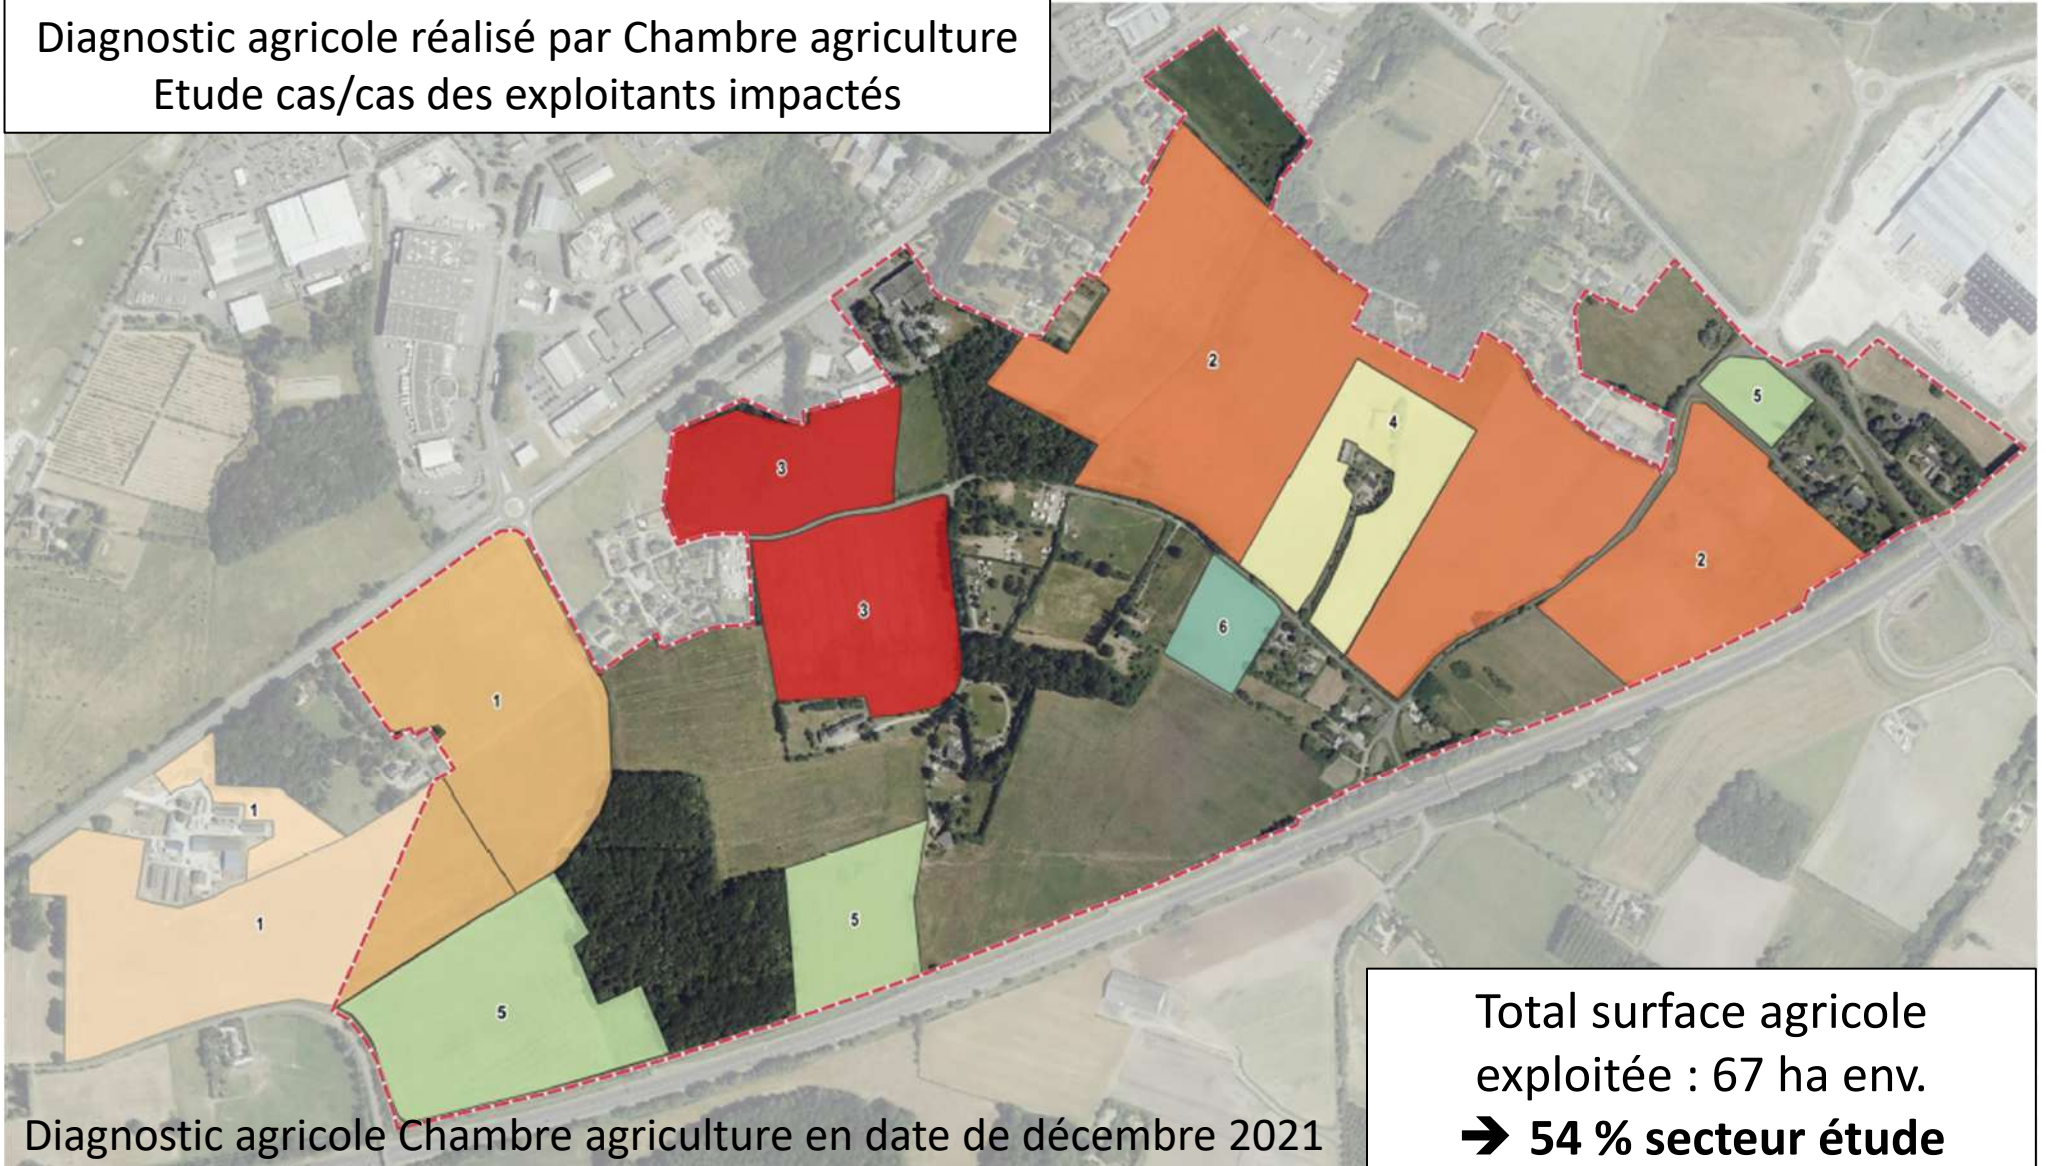 Diagnostic agricole réalisé par Chambre agriculture
Etude cas/cas des exploitants impactés
2
4
5
3
2
3
6
1
1
1
5
5
Total surface agricole
exploitée : 67 ha env.
➔ 54 % secteur étude
Diagnostic agricole Chambre agriculture en date de décembre 2021